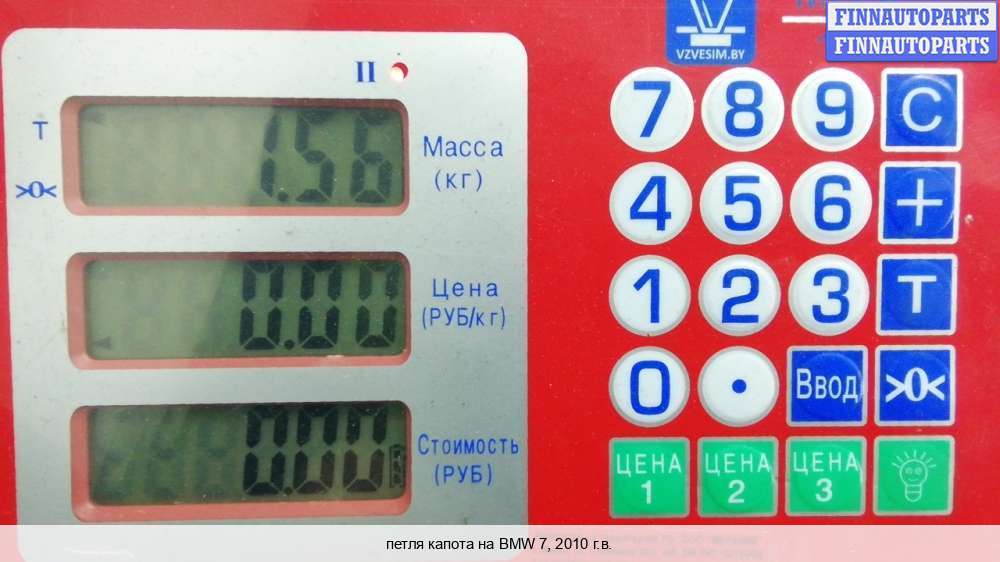 VZVESIM.BY
FINNAUTOPARTS
FINNAUTOPARTS
II
T
>0<
1.56
Масса
(кг)
0.00
Цена
(РУБ/кг)
0.00
Стоимость
(РУБ)
7 8 9 C
4 5 6 +
1 2 3 T
0 . Ввод >0<
ЦЕНА 1 ЦЕНА 2 ЦЕНА 3
петля капота на BMW 7, 2010 г.в.